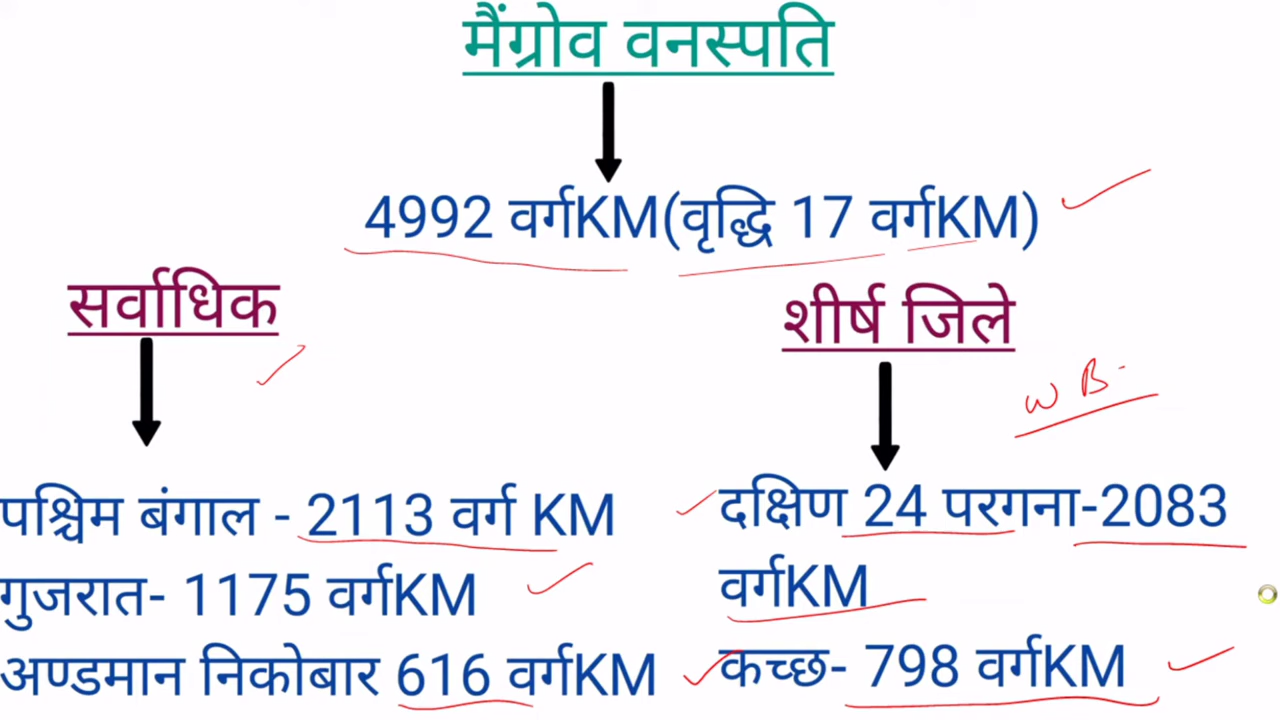 मैंग्रोव वनस्पति
4992 वर्गKM(वृद्धि 17 वर्गKM)
सर्वाधिक
पश्चिम बंगाल - 2113 वर्ग KM
गुजरात- 1175 वर्गKM
अण्डमान निकोबार 616 वर्गKM
शीर्ष जिले
W B.
दक्षिण 24 परगना-2083
वर्गKM
कच्छ- 798 वर्गKM